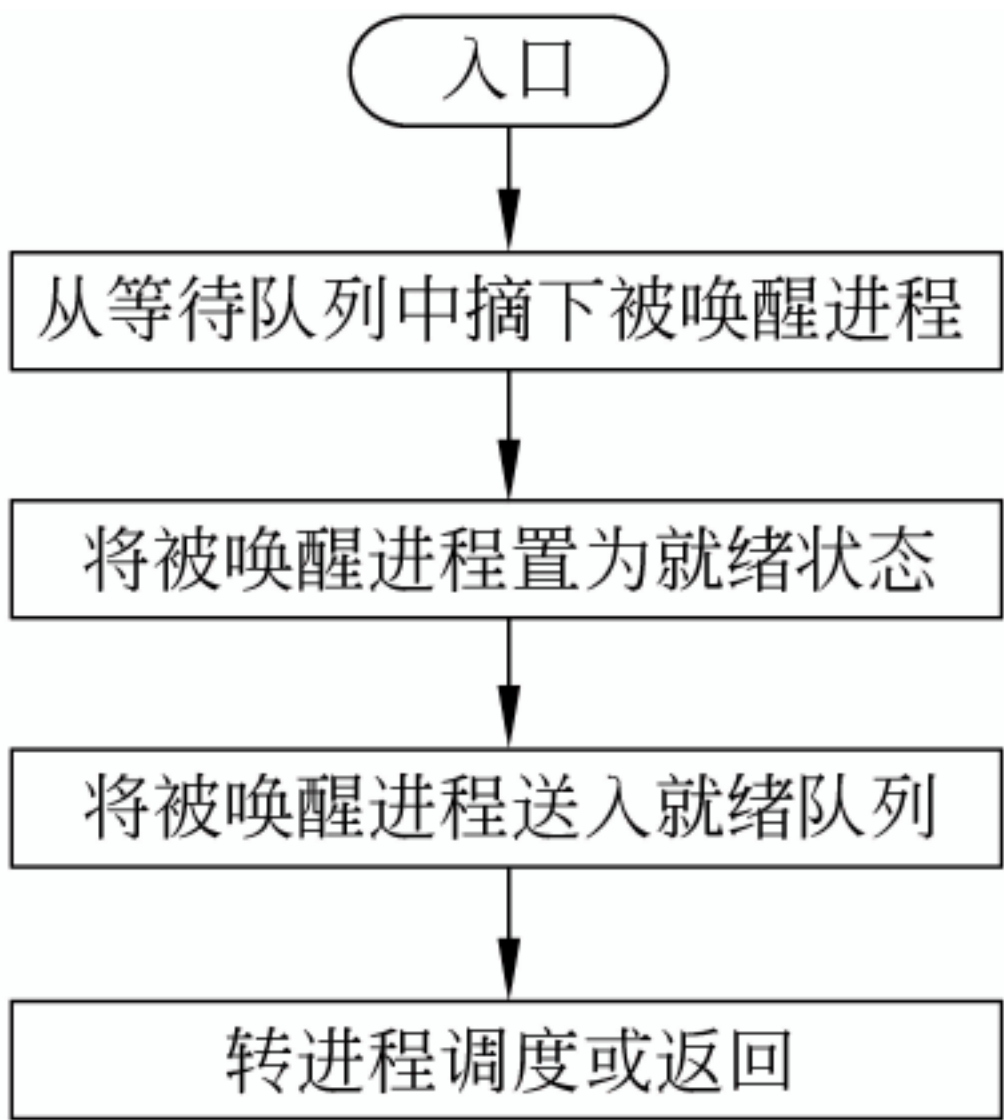 入口
从等待队列中摘下被唤醒进程
将被唤醒进程置为就绪状态
将被唤醒进程送入就绪队列
转进程调度或返回